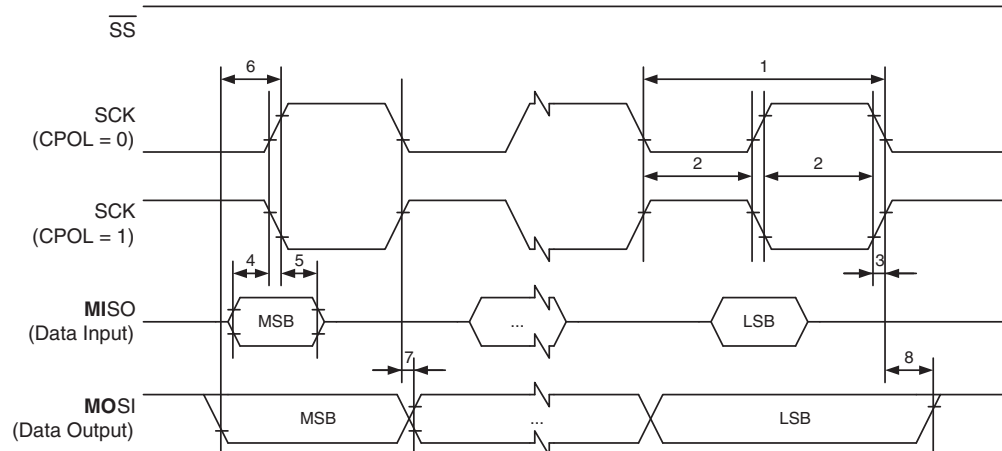 SS
6
1
SCK
(CPOL = 0)
2
2
SCK
(CPOL = 1)
4
5
3
MISO
(Data Input)
MSB
...
LSB
7
8
MOSI
(Data Output)
MSB
...
LSB